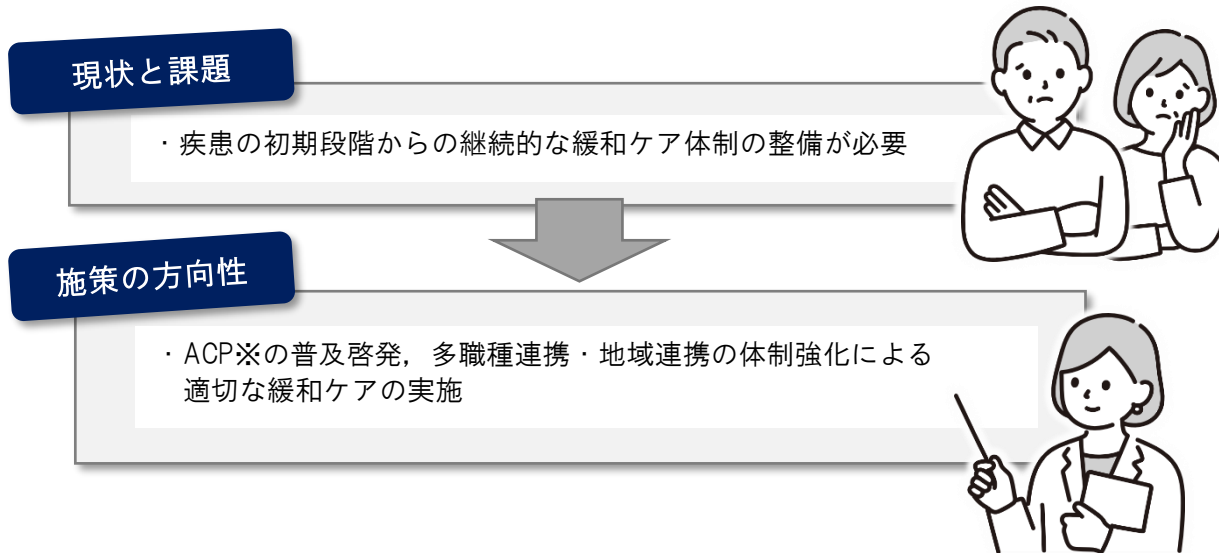 現状と課題
・疾患の初期段階からの継続的な緩和ケア体制の整備が必要
施策の方向性
・ACP※の普及啓発，多職種連携・地域連携の体制強化による
適切な緩和ケアの実施